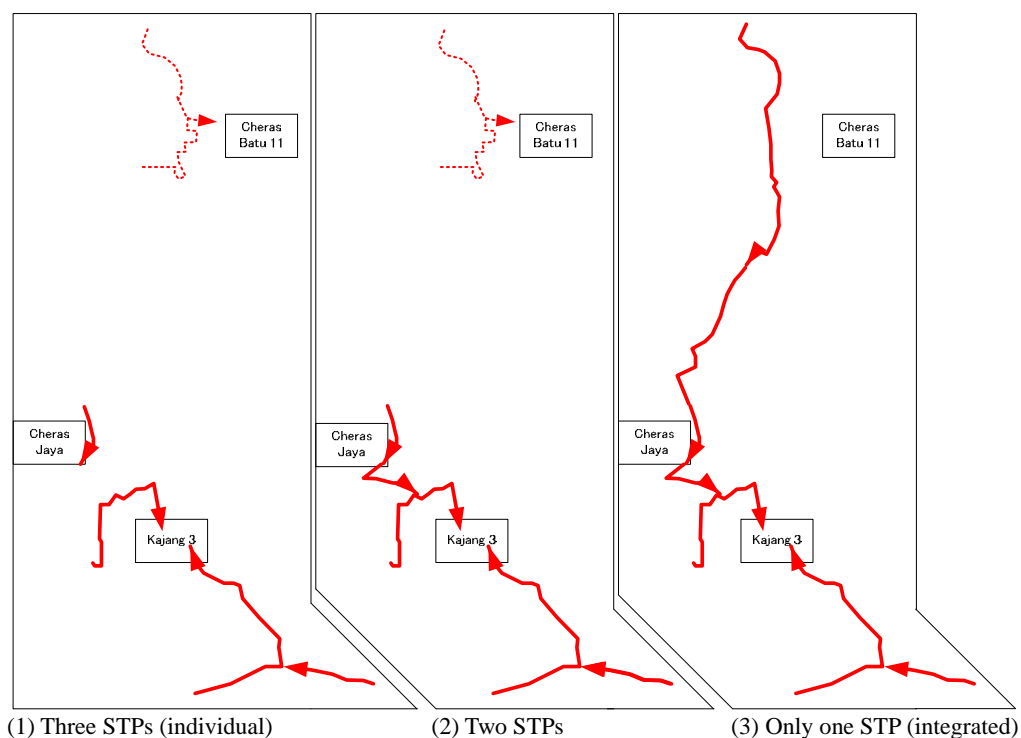 Cheras
Batu 11
Cheras
Jaya
Kajang 3
(1) Three STPs (individual)
Cheras
Batu 11
Cheras
Jaya
Kajang 3
(2) Two STPs
Cheras
Batu 11
Cheras
Jaya
Kajang 3
(3) Only one STP (integrated)